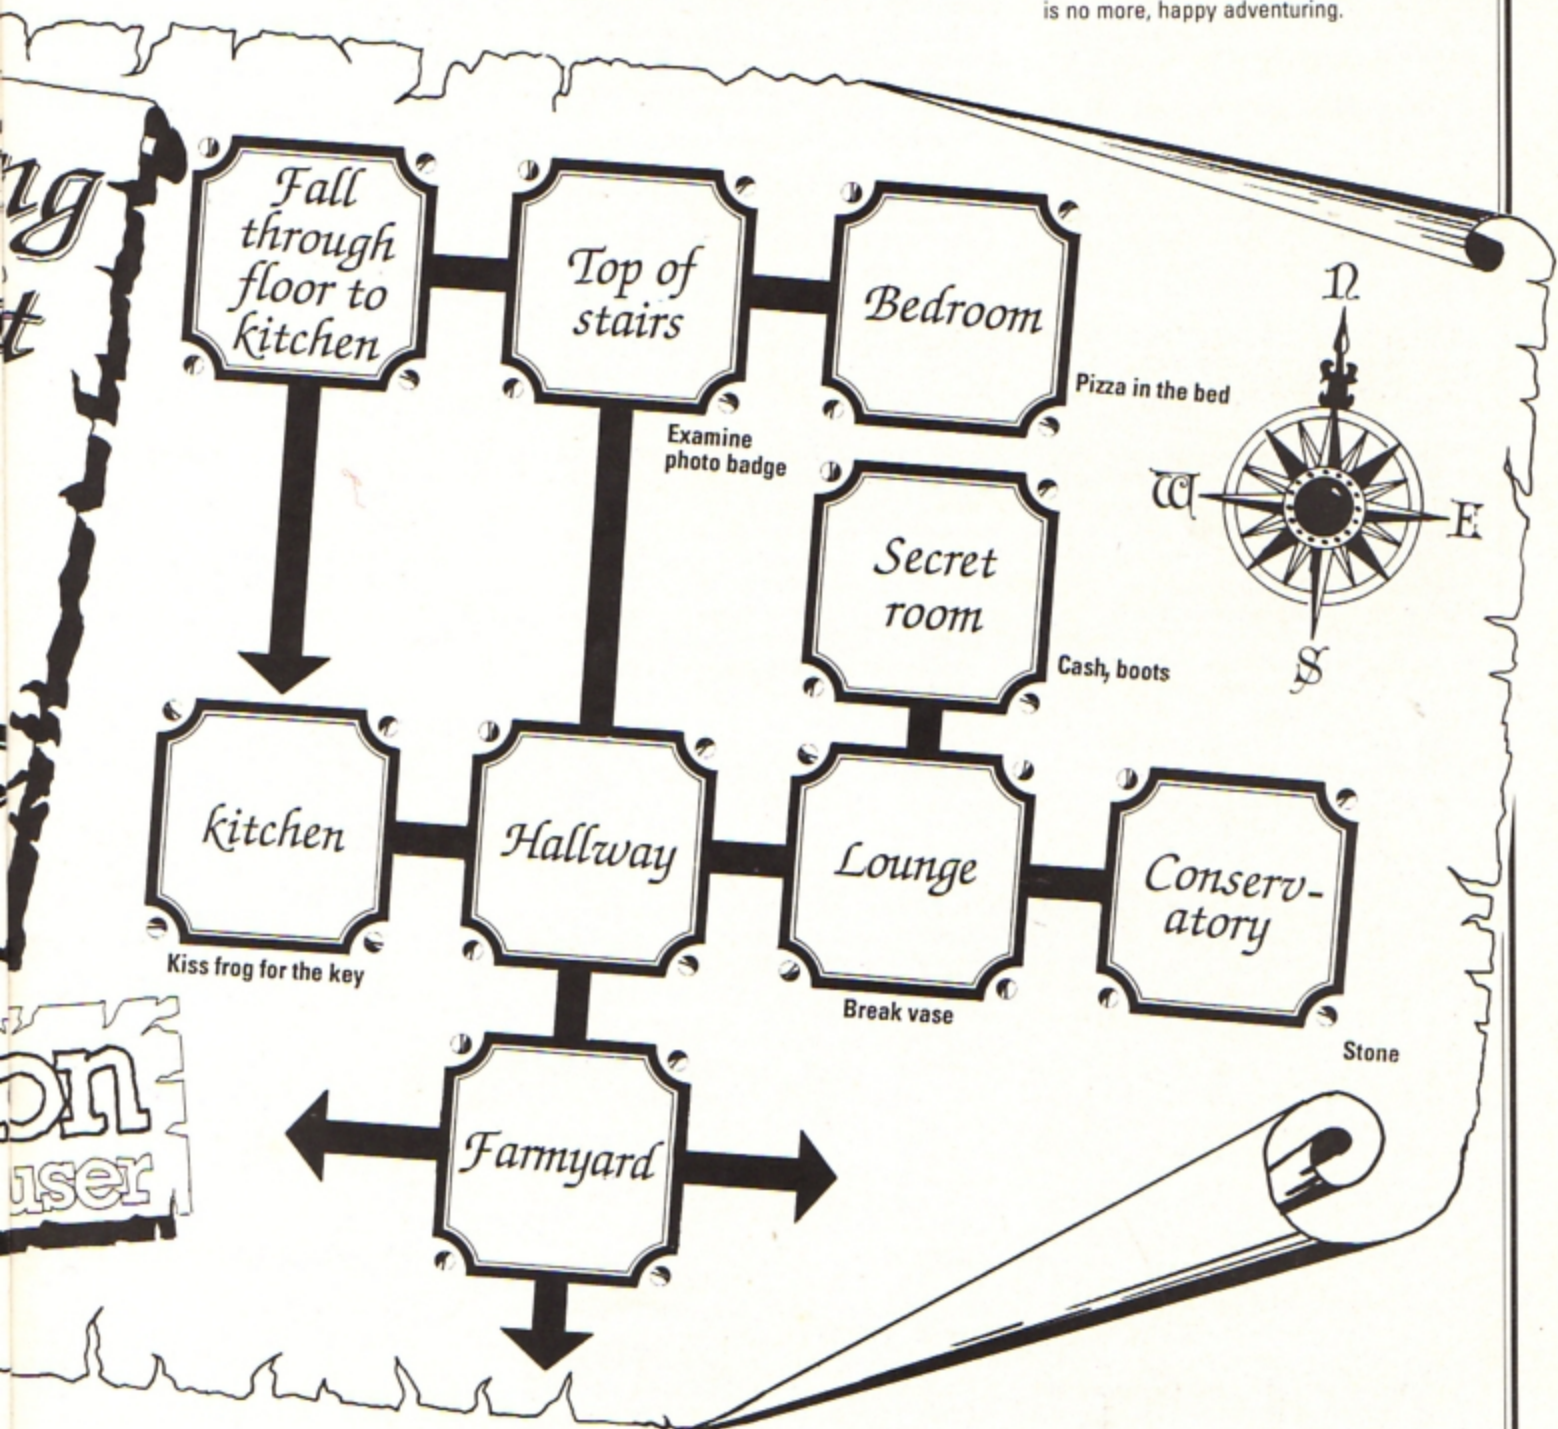 is no more, happy adventuring.
Fall
through
floor to
kitchen
Top of
stairs
Bedroom
Pizza in the bed
Examine
photo badge
N
W
E
S
Secret
room
Cash, boots
kitchen
Hallway
Lounge
Conserv-
atory
Kiss frog for the key
Break vase
Stone
Farmyard
user